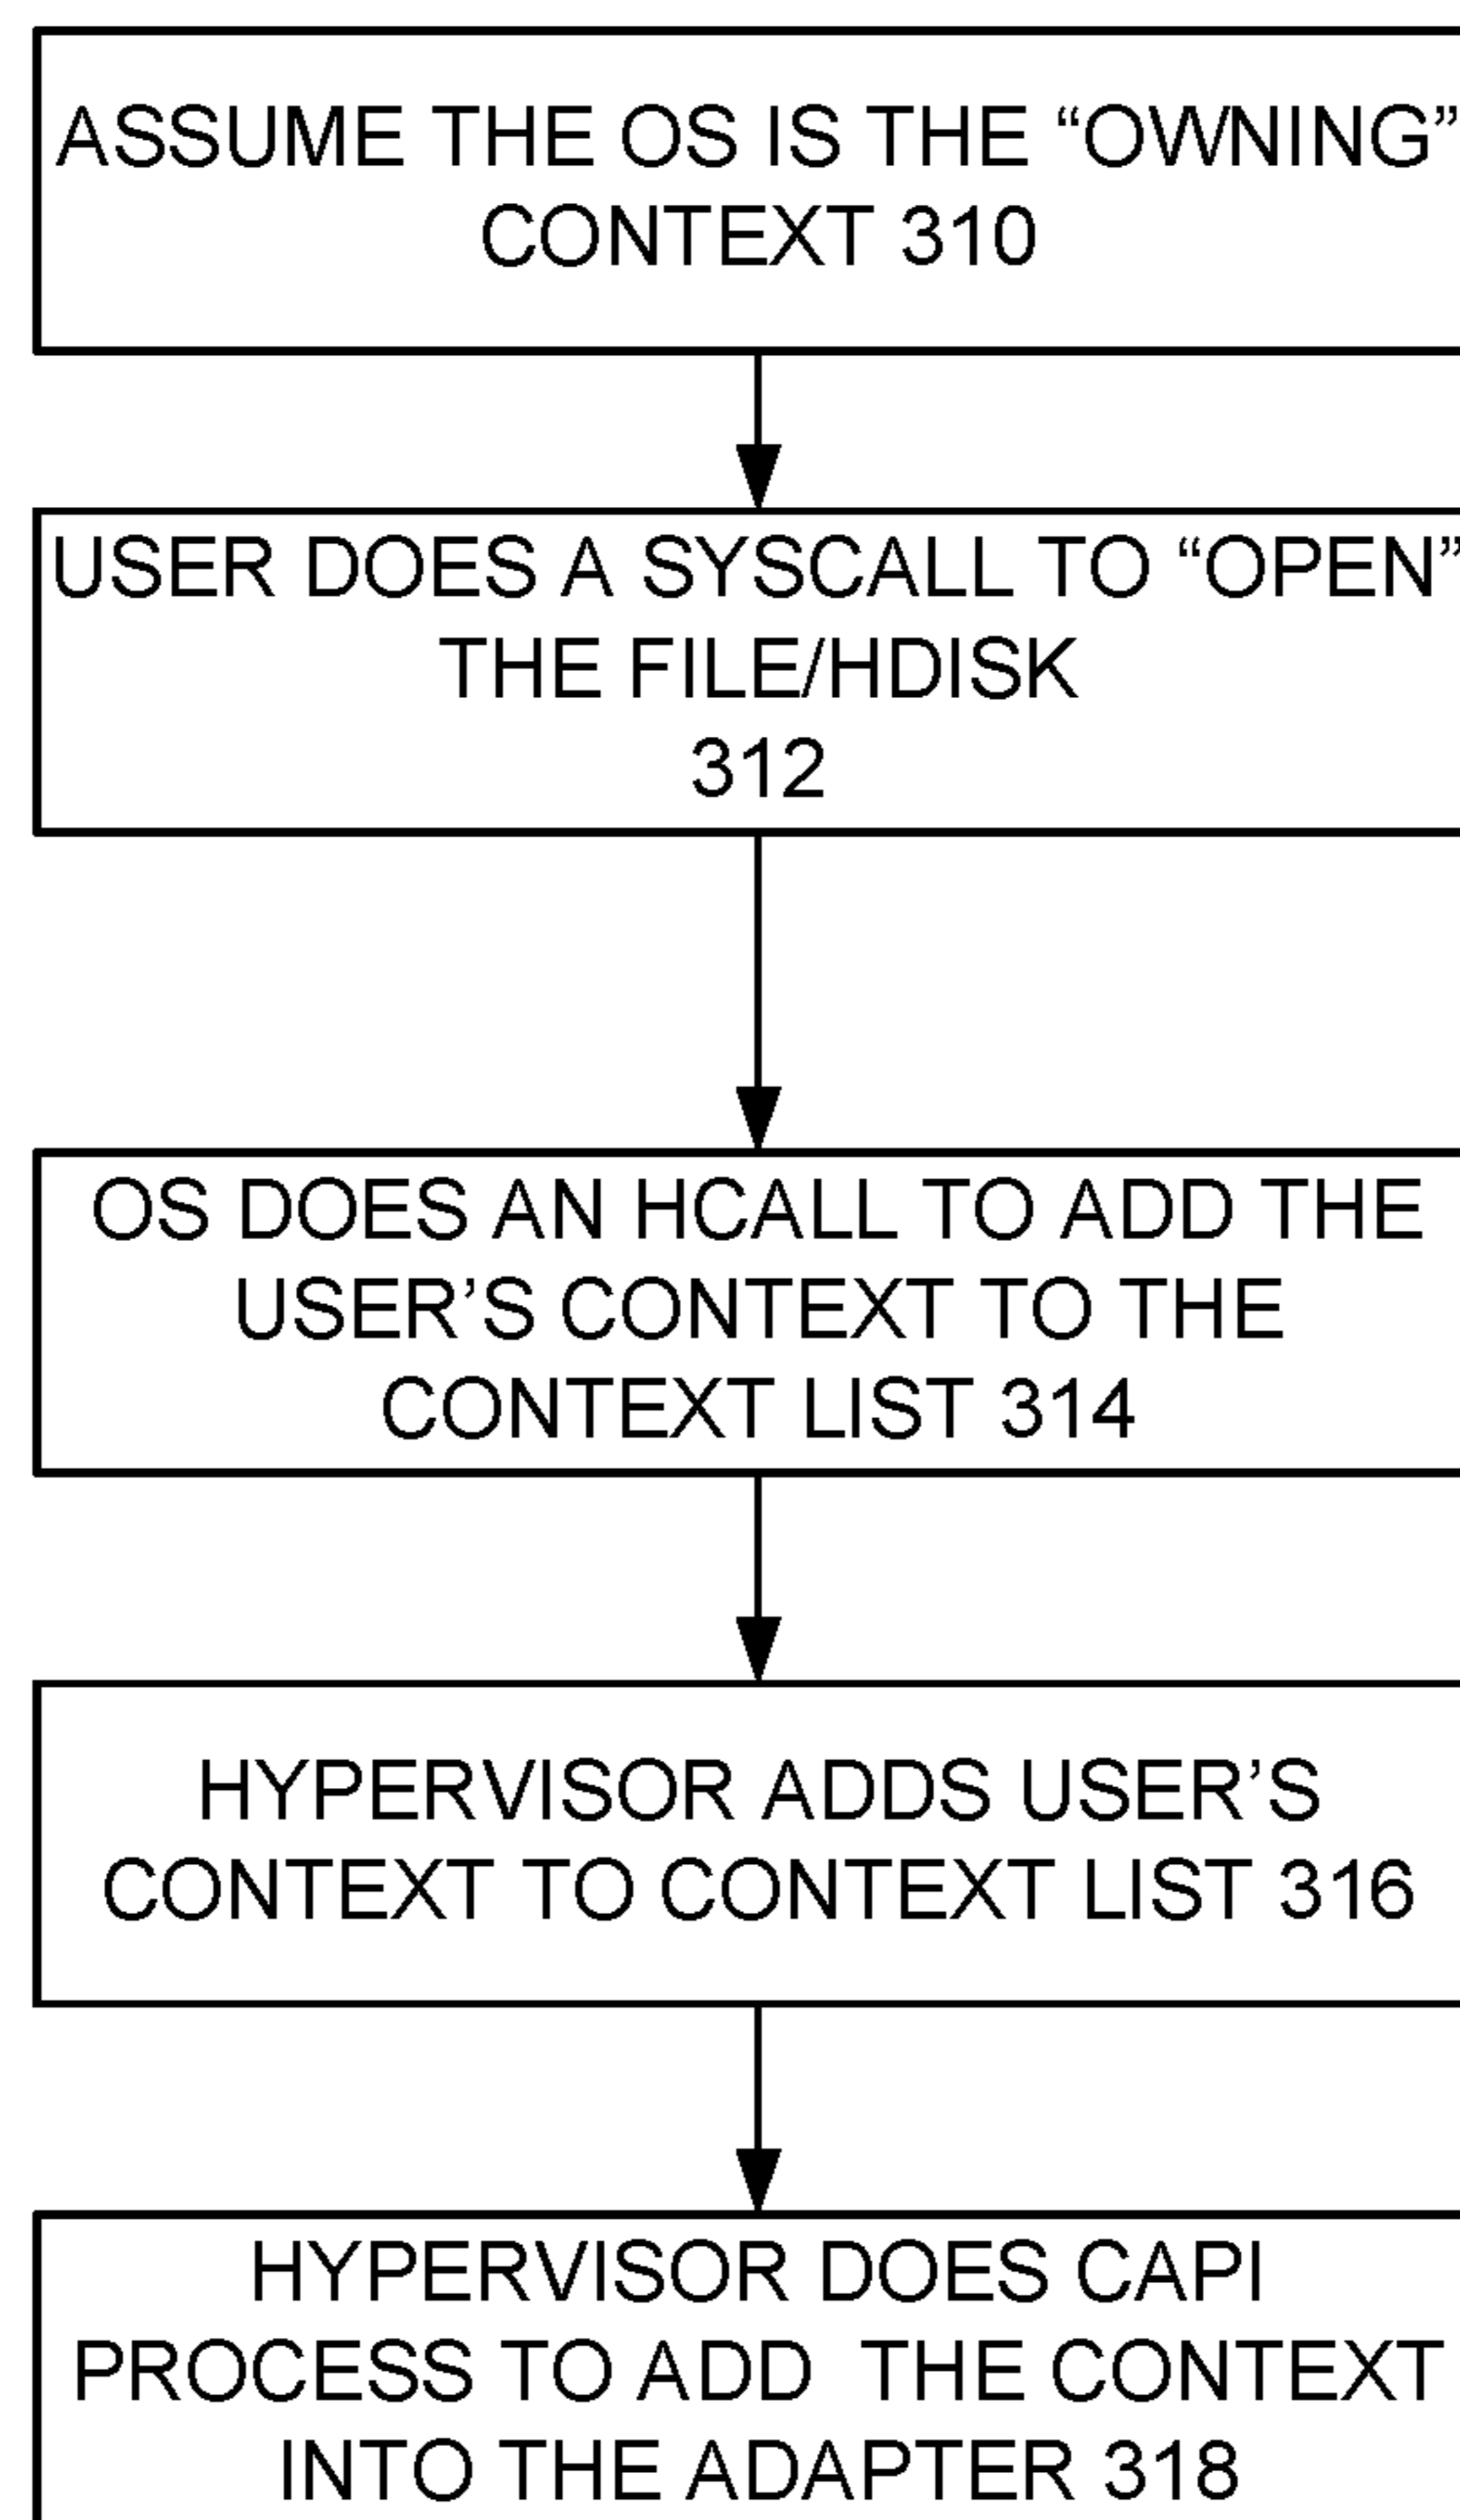 ASSUME THE OS IS THE “OWNING”
CONTEXT 310
USER DOES A SYSCALL TO “OPEN”
THE FILE/HDISK
312
OS DOES AN HCALL TO ADD THE
USER’S CONTEXT TO THE
CONTEXT LIST 314
HYPERVISOR ADDS USER’S
CONTEXT TO CONTEXT LIST 316
HYPERVISOR DOES CAPI
PROCESS TO ADD THE CONTEXT
INTO THE ADAPTER 318